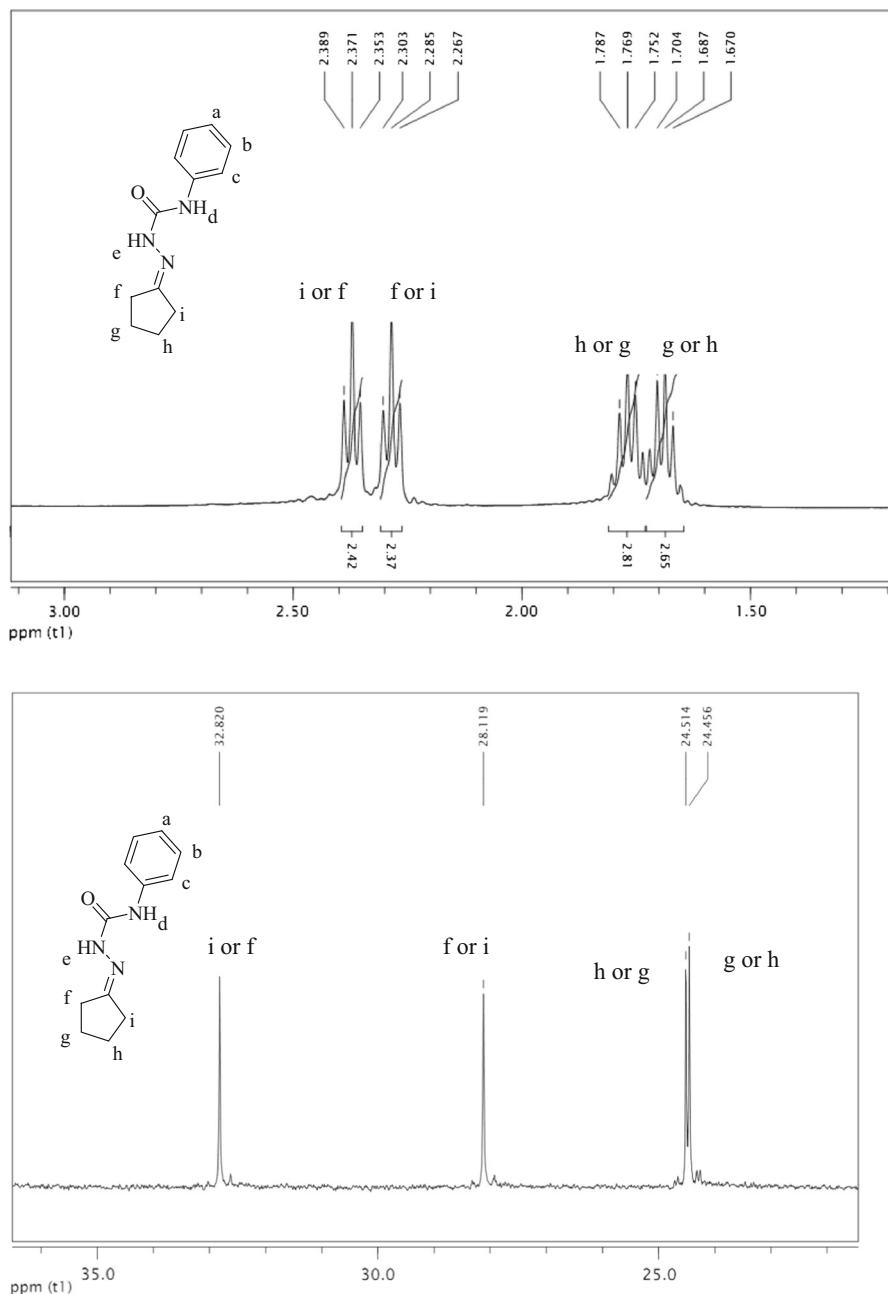 2.389
2.371
2.353
2.303
2.285
2.267
1.787
1.769
1.752
1.704
1.687
1.670
a
b
c
O
NH
d
HN
e
N
f
i
g
h
i or f
f or i
h or g
g or h
2.42
2.37
2.81
2.65
3.00
2.50
2.00
1.50
ppm (t1)
32.820
28.119
24.514
24.456
a
b
c
O
NH
d
HN
e
N
f
i
g
h
i or f
f or i
h or g
g or h
35.0
30.0
25.0
ppm (t1)